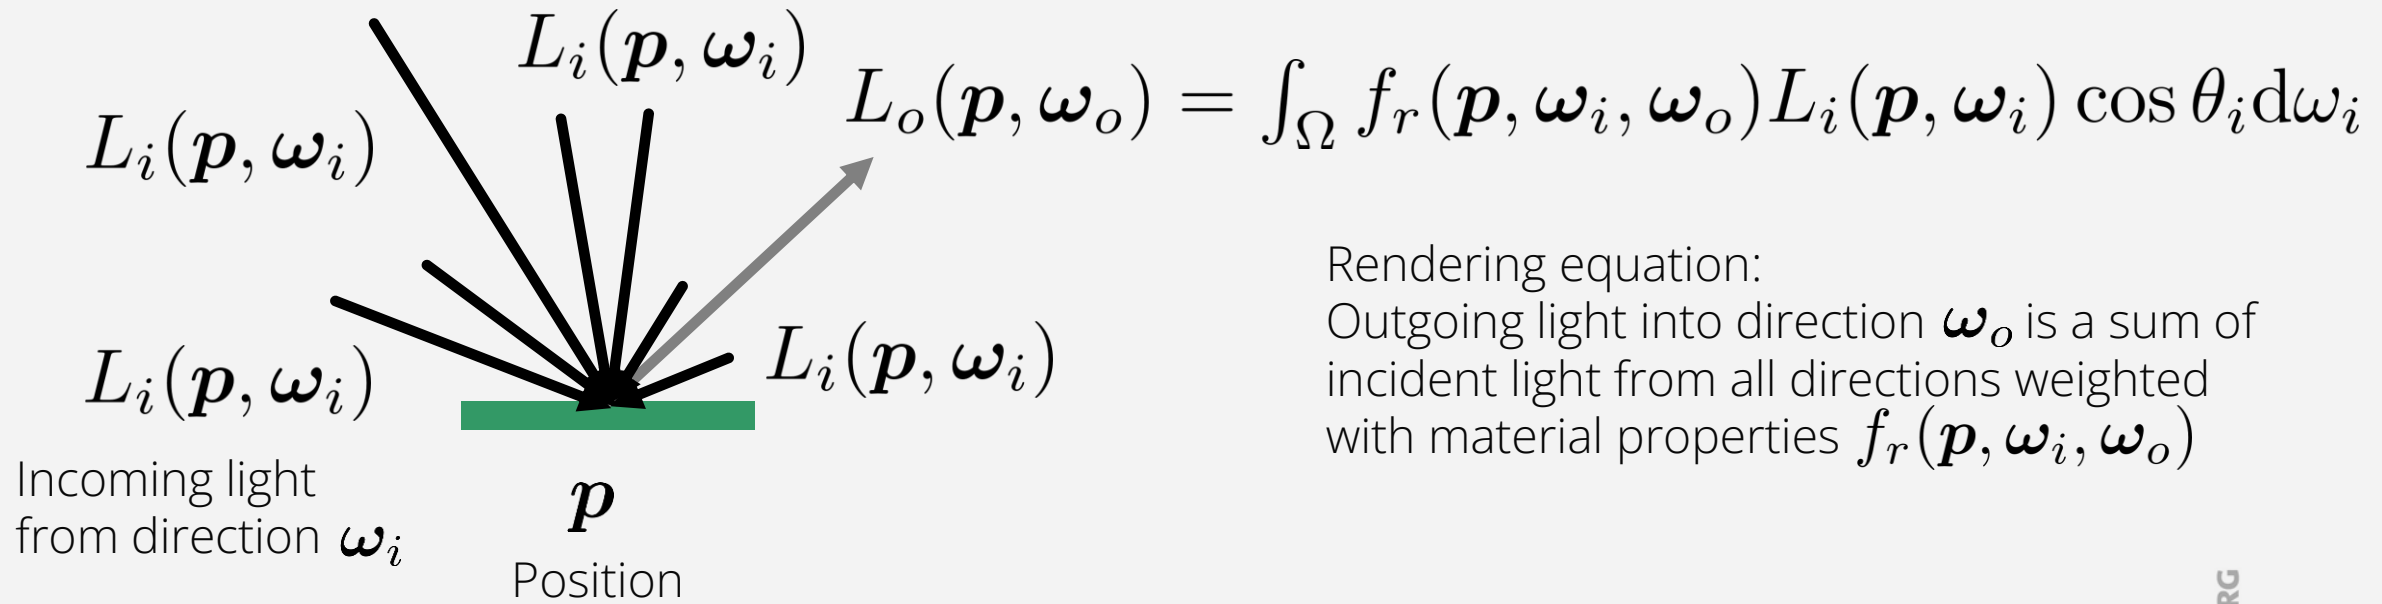 L_i(p, ω_i)
L_i(p, ω_i)
L_o(p, ω_o) = ∫_Ω f_r(p, ω_i, ω_o)L_i(p, ω_i) cos θ_i dω_i
L_i(p, ω_i)
L_i(p, ω_i)
Incoming light
from direction ω_i
p
Position
Rendering equation:
Outgoing light into direction ω_o is a sum of
incident light from all directions weighted
with material properties f_r(p, ω_i, ω_o)
RG